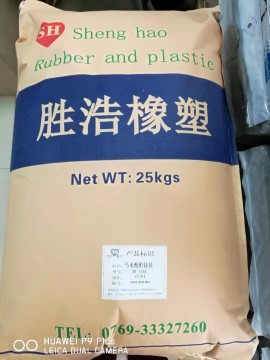 SH
Sheng hao
Rubber and plastic
胜浩橡塑
Net WT: 25kgs
产品标识
TEL: 0769-33327260
HUAWEI P9 Plus
LEICA DUAL CAMERA